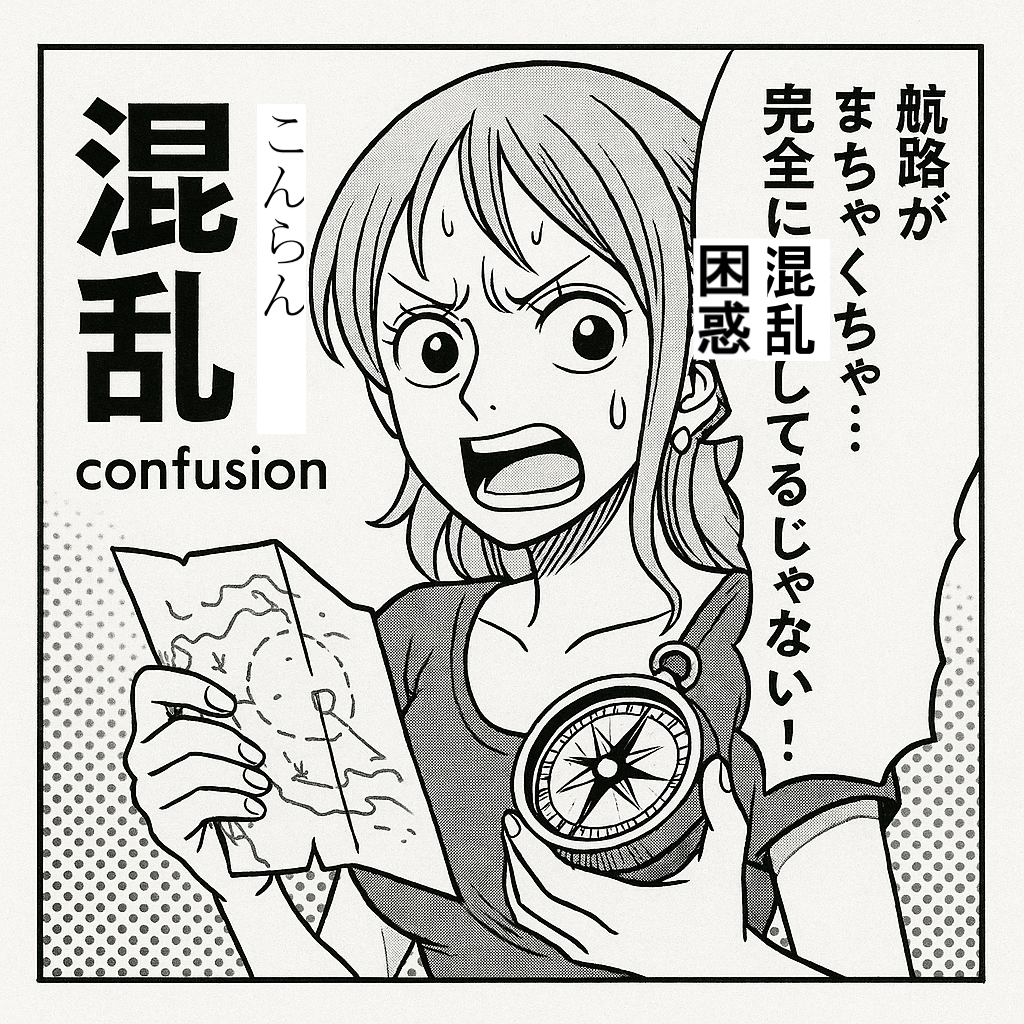 混乱
こんらん
confusion
航路が
まちゃくちゃ…
完全に混乱してるじゃない！
困惑